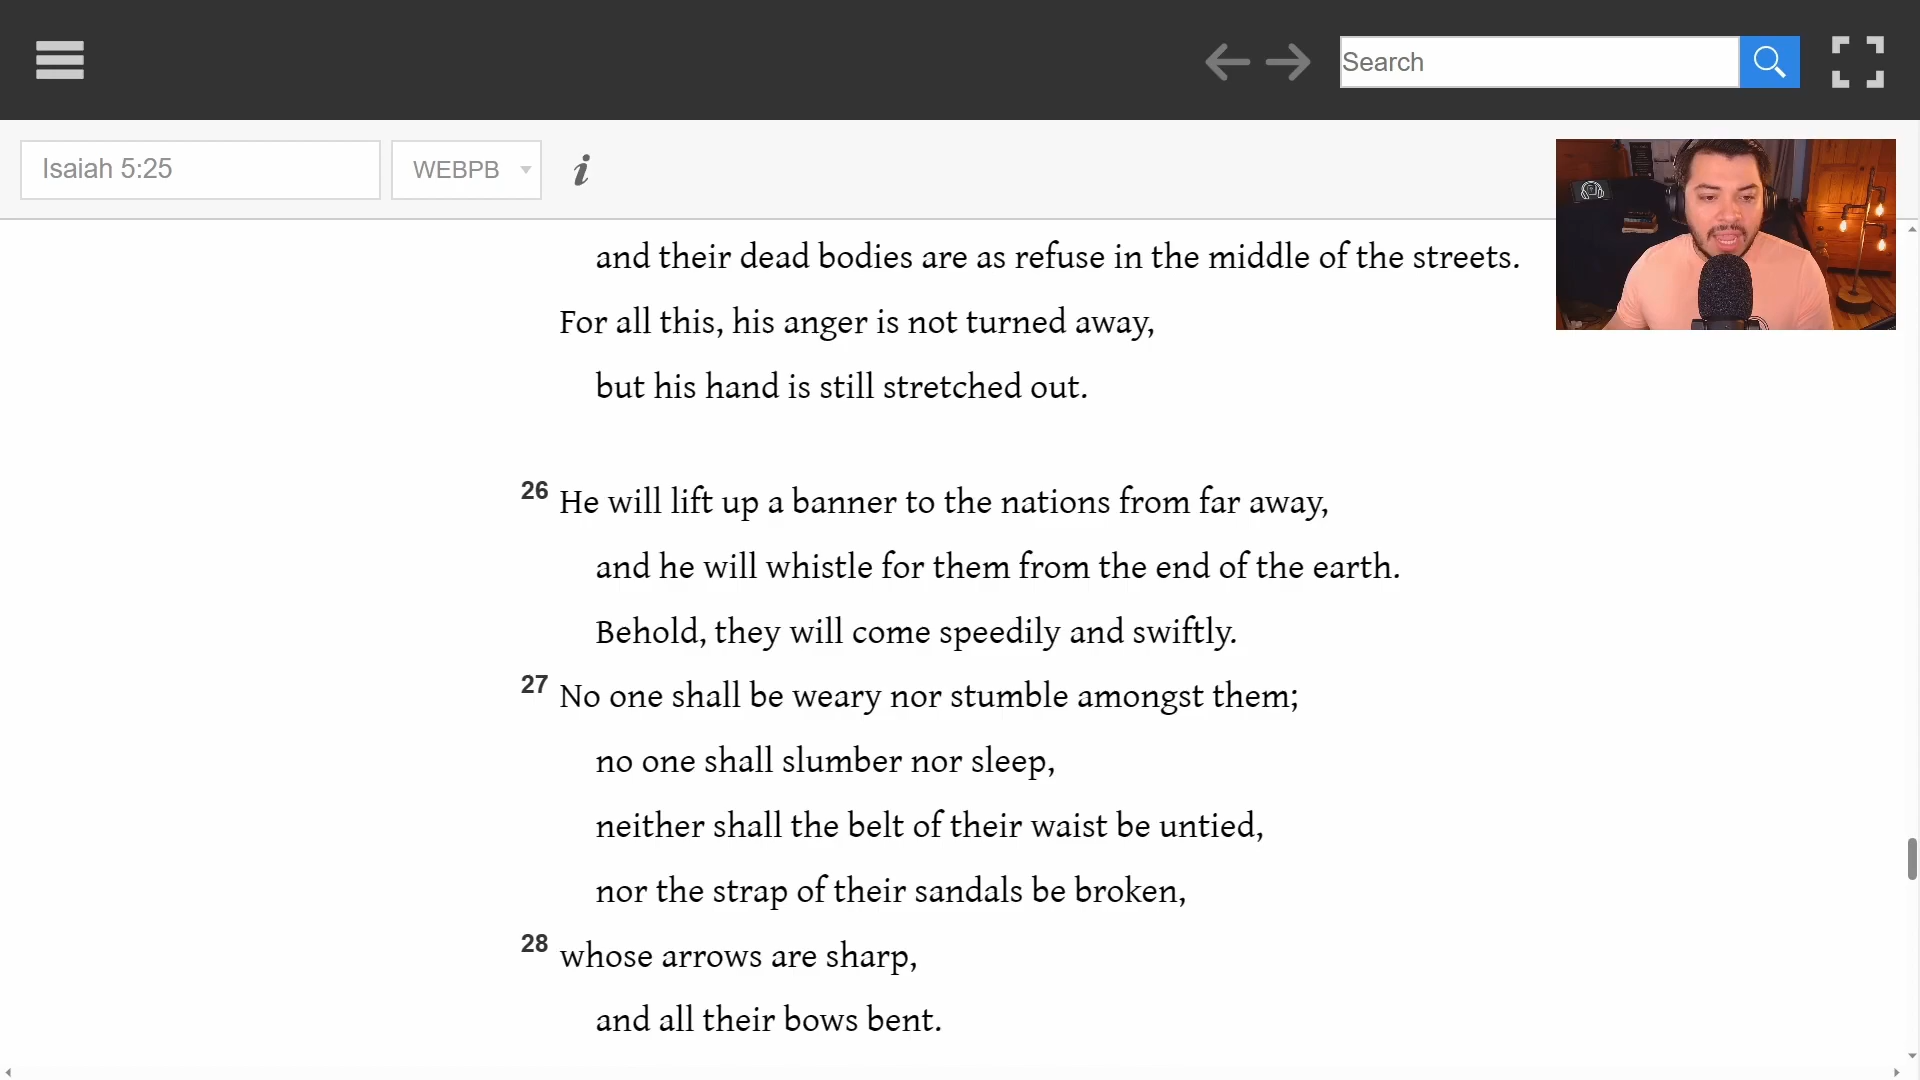 Search
Isaiah 5:25
WEBPB
i
and their dead bodies are as refuse in the middle of the streets.
For all this, his anger is not turned away,
but his hand is still stretched out.
26 He will lift up a banner to the nations from far away,
and he will whistle for them from the end of the earth.
Behold, they will come speedily and swiftly.
27 No one shall be weary nor stumble amongst them;
no one shall slumber nor sleep,
neither shall the belt of their waist be untied,
nor the strap of their sandals be broken,
28 whose arrows are sharp,
and all their bows bent.